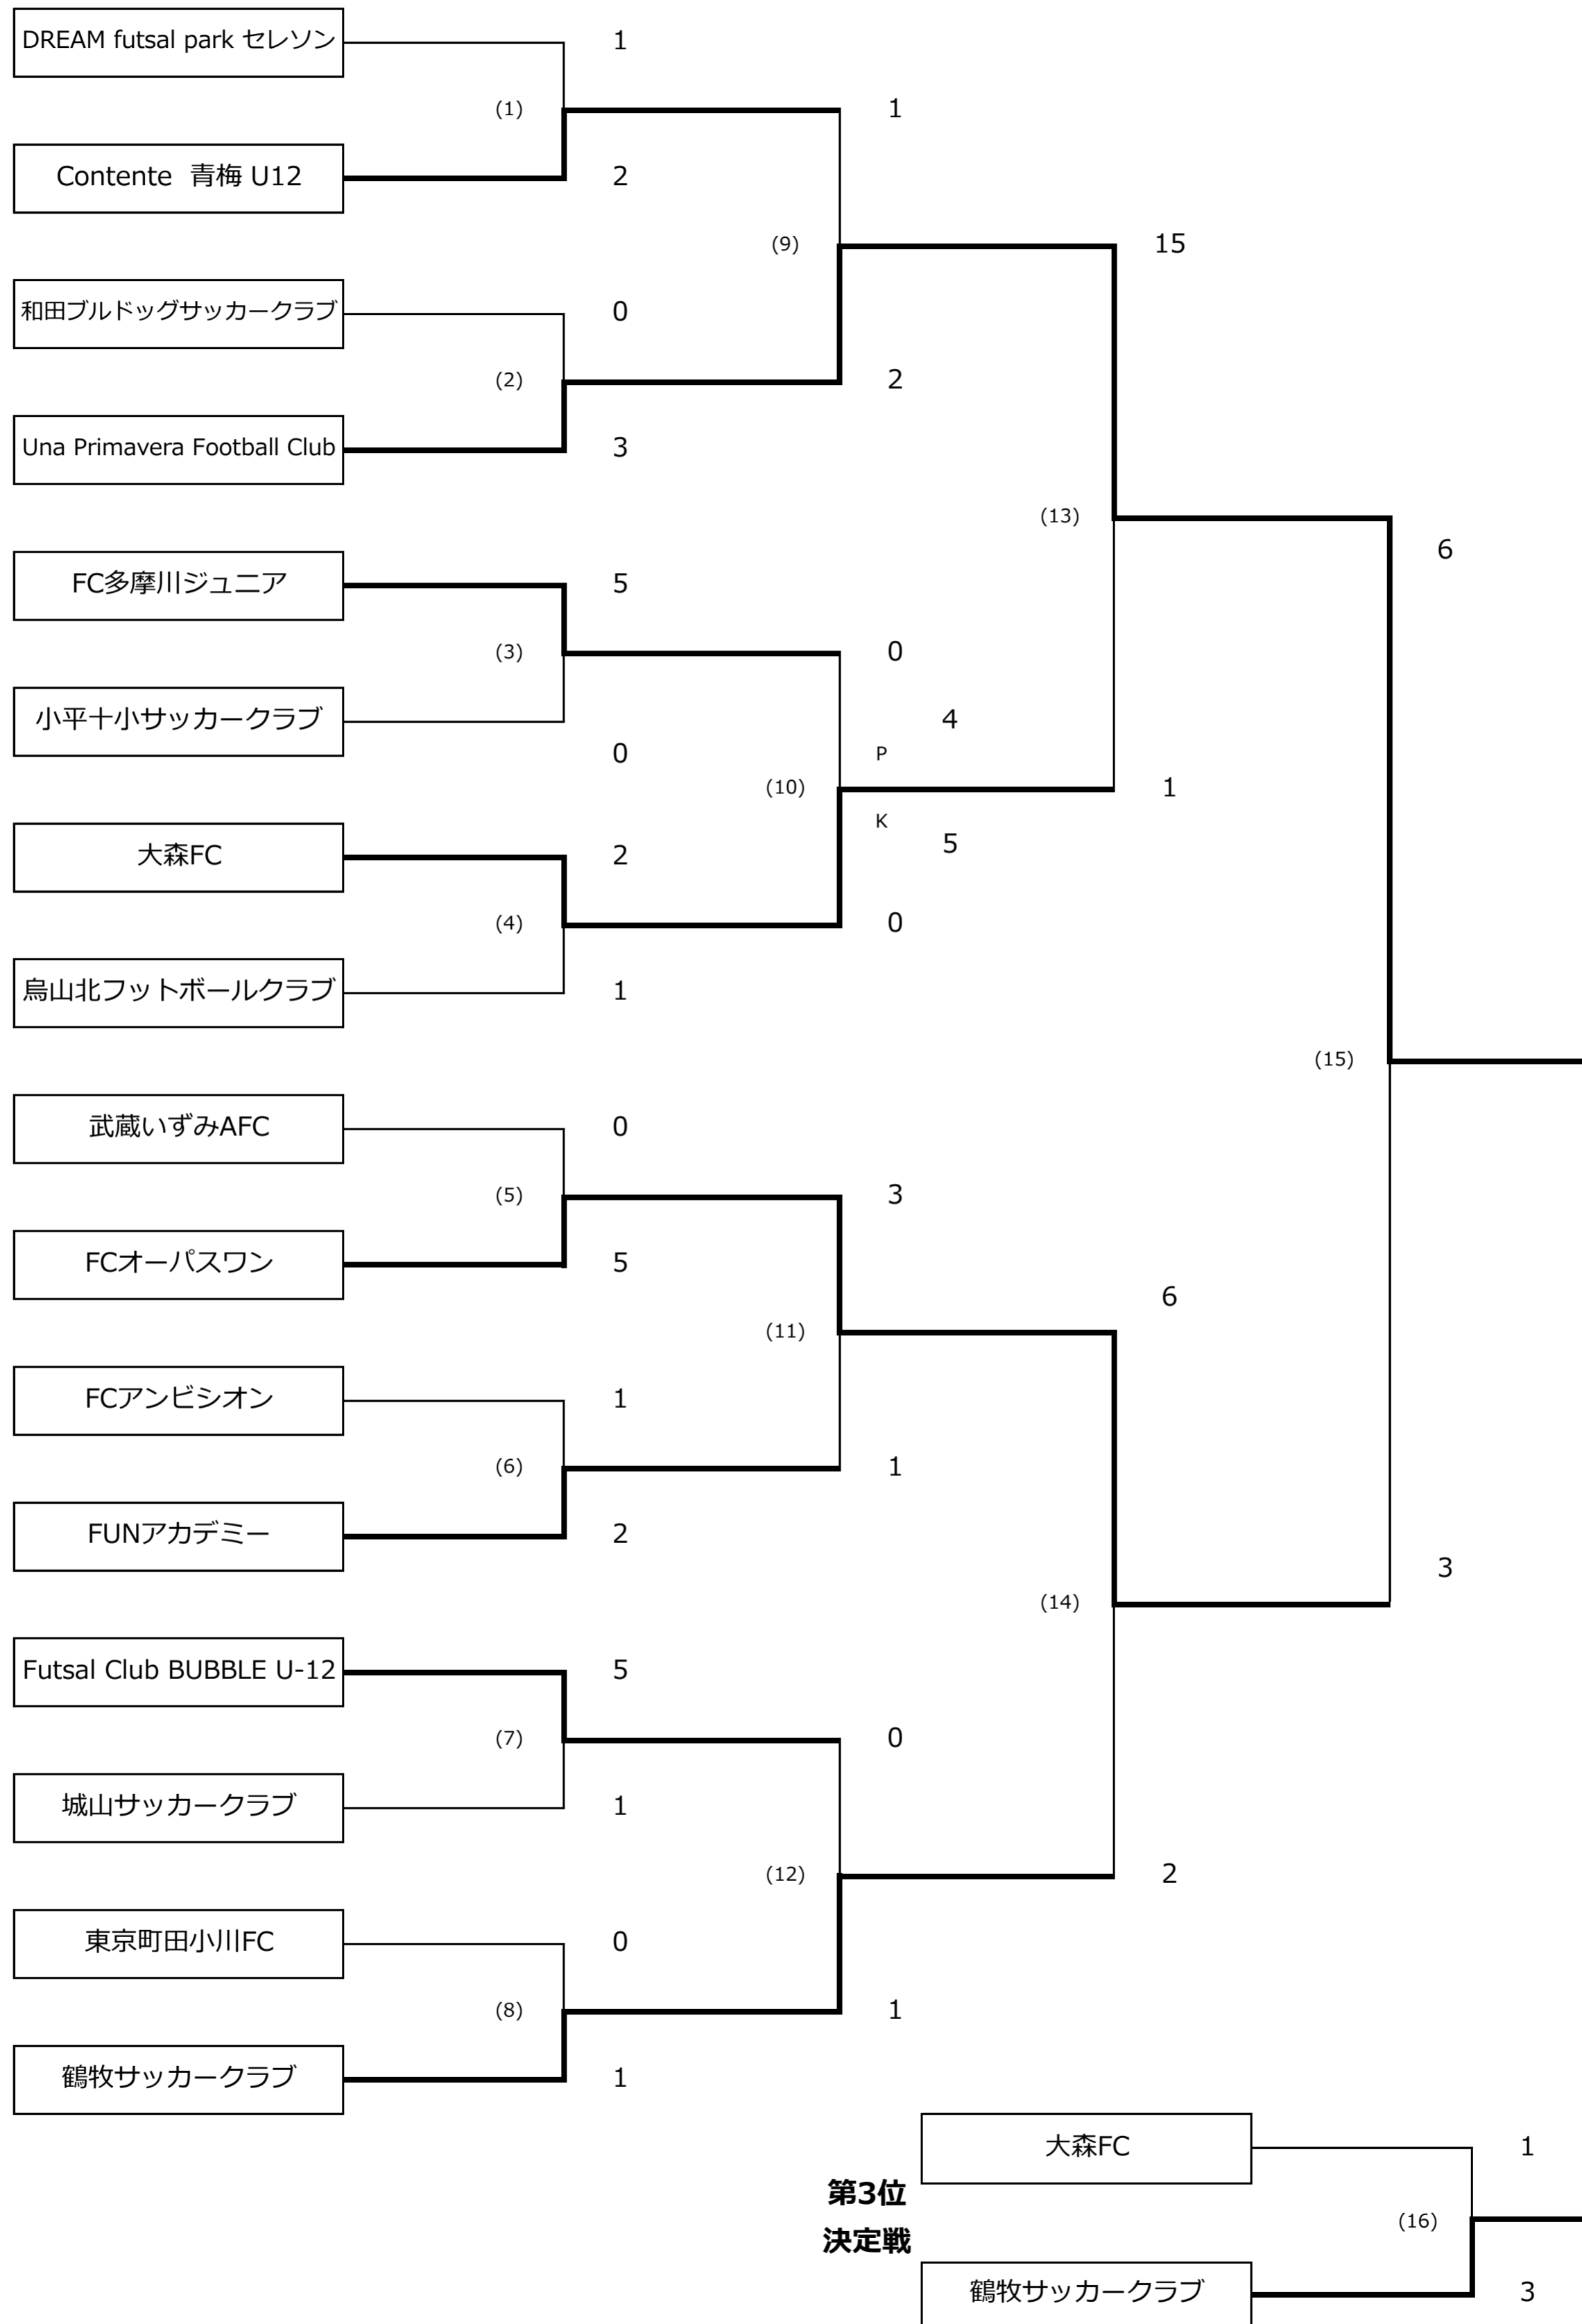 DREAM futsal park セレソン
1
(1)
1
Contente 青梅 U12
2
(9)
15
和田ブルドッグサッカークラブ
0
(2)
2
Una Primavera Football Club
3
(13)
6
FC多摩川ジュニア
5
(3)
0
小平十小サッカークラブ
4
0
P
(10)
1
K
大森FC
2
5
(4)
0
烏山北フットボールクラブ
1
(15)
武蔵いずみAFC
0
(5)
3
FCオーパスワン
5
6
(11)
FCアンビシオン
1
(6)
1
FUNアカデミー
2
3
(14)
Futsal Club BUBBLE U-12
5
(7)
0
城山サッカークラブ
1
(12)
2
東京町田小川FC
0
(8)
1
鶴牧サッカークラブ
1
大森FC
1
第3位
決定戦
(16)
鶴牧サッカークラブ
3